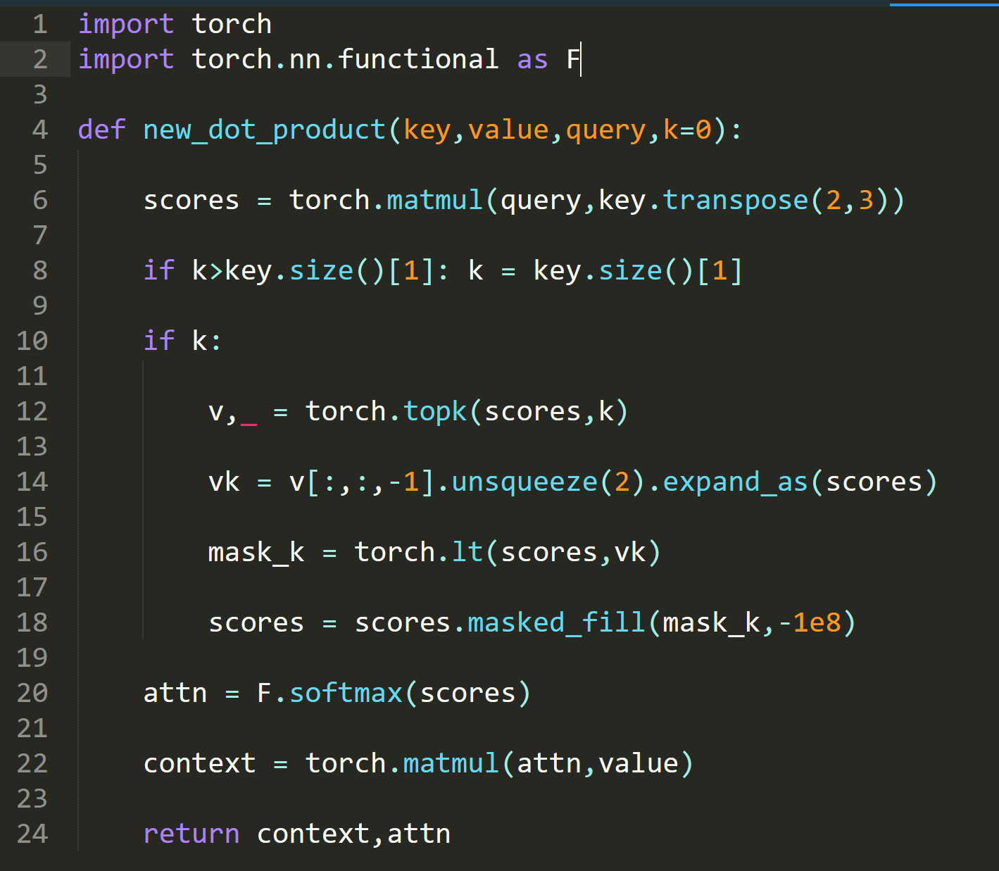 1 import torch
2 import torch.nn.functional as F
3
4 def new_dot_product(key,value,query,k=0):
5
6     scores = torch.matmul(query,key.transpose(2,3))
7
8     if k>key.size()[1]: k = key.size()[1]
9
10     if k:
11
12         v,_ = torch.topk(scores,k)
13
14         vk = v[:,:,-1].unsqueeze(2).expand_as(scores)
15
16         mask_k = torch.lt(scores,vk)
17
18         scores = scores.masked_fill(mask_k,-1e8)
19
20     attn = F.softmax(scores)
21
22     context = torch.matmul(attn,value)
23
24     return context,attn